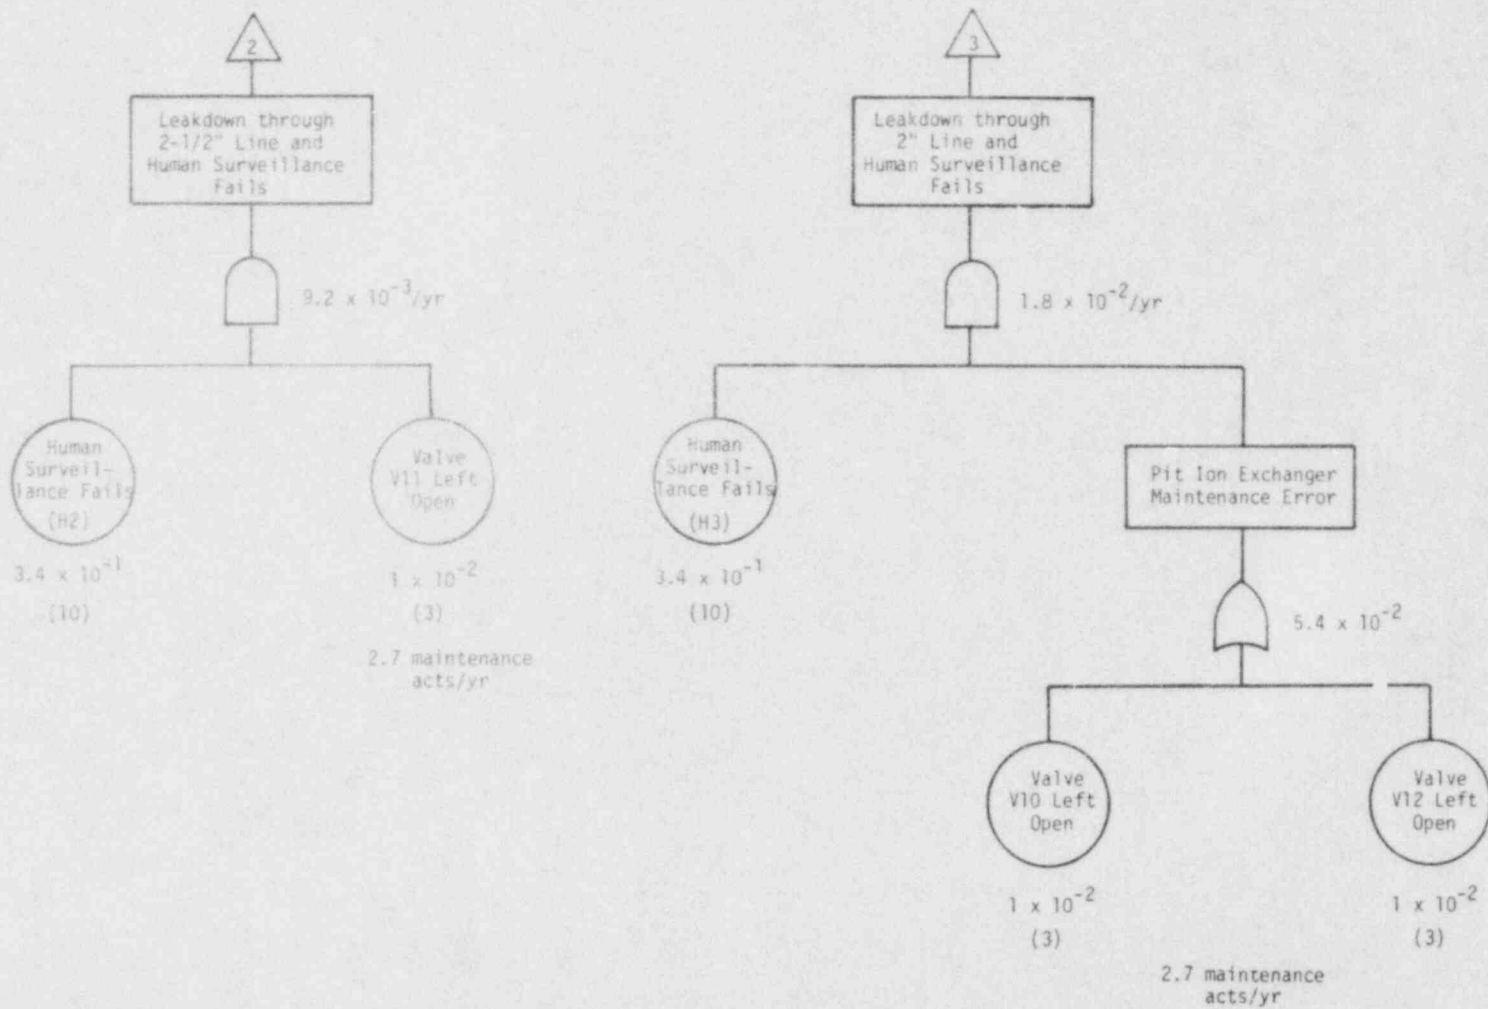 2
Leakdown through
2-1/2" Line and
Human Surveillance
Fails
9.2 x 10⁻³/yr
Human
Surveil-
lance Fails
(H2)
3.4 x 10⁻¹
(10)
Valve
V11 Left
Open
1 x 10⁻²
(3)
2.7 maintenance
acts/yr
3
Leakdown through
2" Line and
Human Surveillance
Fails
1.8 x 10⁻²/yr
Human
Surveil-
lance Fails
(H3)
3.4 x 10⁻¹
(10)
Pit Ion Exchanger
Maintenance Error
5.4 x 10⁻²
Valve
V10 Left
Open
1 x 10⁻²
(3)
Valve
V12 Left
Open
1 x 10⁻²
(3)
2.7 maintenance
acts/yr